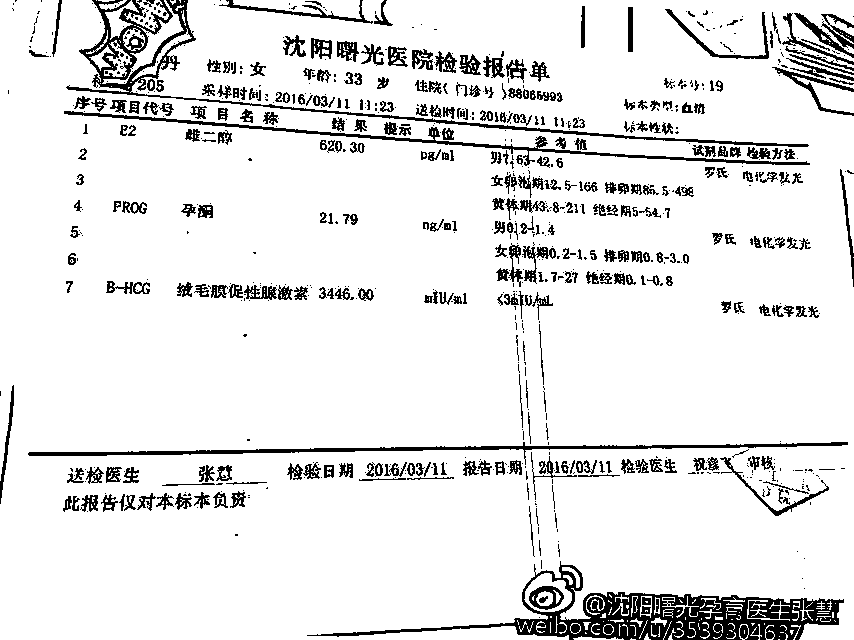 沈阳曙光医院检验报告单
丹 性别: 女 年龄: 33 岁 住院(门诊号)88065993 标本号: 19
205 采样时间: 2016/03/11 11:23 送检时间: 2016/03/11 11:23 标本类型: 血清
标本性状:
序号 项目代号 项目名称 结果 提示 单位 参考值 试剂品牌 检验方法
1 E2 雌二醇 620.30 pg/ml 男7.63-42.6 罗氏 电化学发光
2 女卵泡期12.5-166 排卵期85.5-498
3 黄体期43.8-211 绝经期5-54.7
4 PROG 孕酮 21.79 ng/ml 男0.2-1.4 罗氏 电化学发光
5 女卵泡期0.2-1.5 排卵期0.8-3.0
6 黄体期1.7-27 绝经期0.1-0.8
7 B-HCG 绒毛膜促性腺激素 3446.00 mIU/ml <3mIU/mL 罗氏 电化学发光
送检医生 张慧 检验日期 2016/03/11 报告日期 2016/03/11 检验医生 祝彦飞 审核
此报告仅对本标本负责
@沈阳曙光孕育医生张慧
weibo.com/u/3539304637